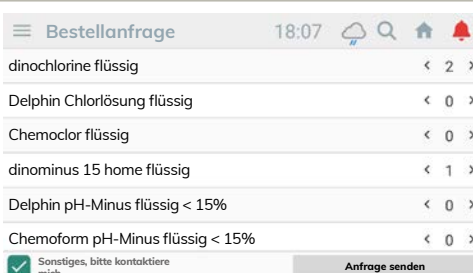 Bestellanfrage 18:07
dinochlorine flüssig < 2 >
Delphin Chlorlösung flüssig < 0 >
Chemoclor flüssig < 0 >
dinominus 15 home flüssig < 1 >
Delphin pH-Minus flüssig < 15% < 0 >
Chemoform pH-Minus flüssig < 15% < 0 >
Sonstiges, bitte kontaktiere
mich
Anfrage senden